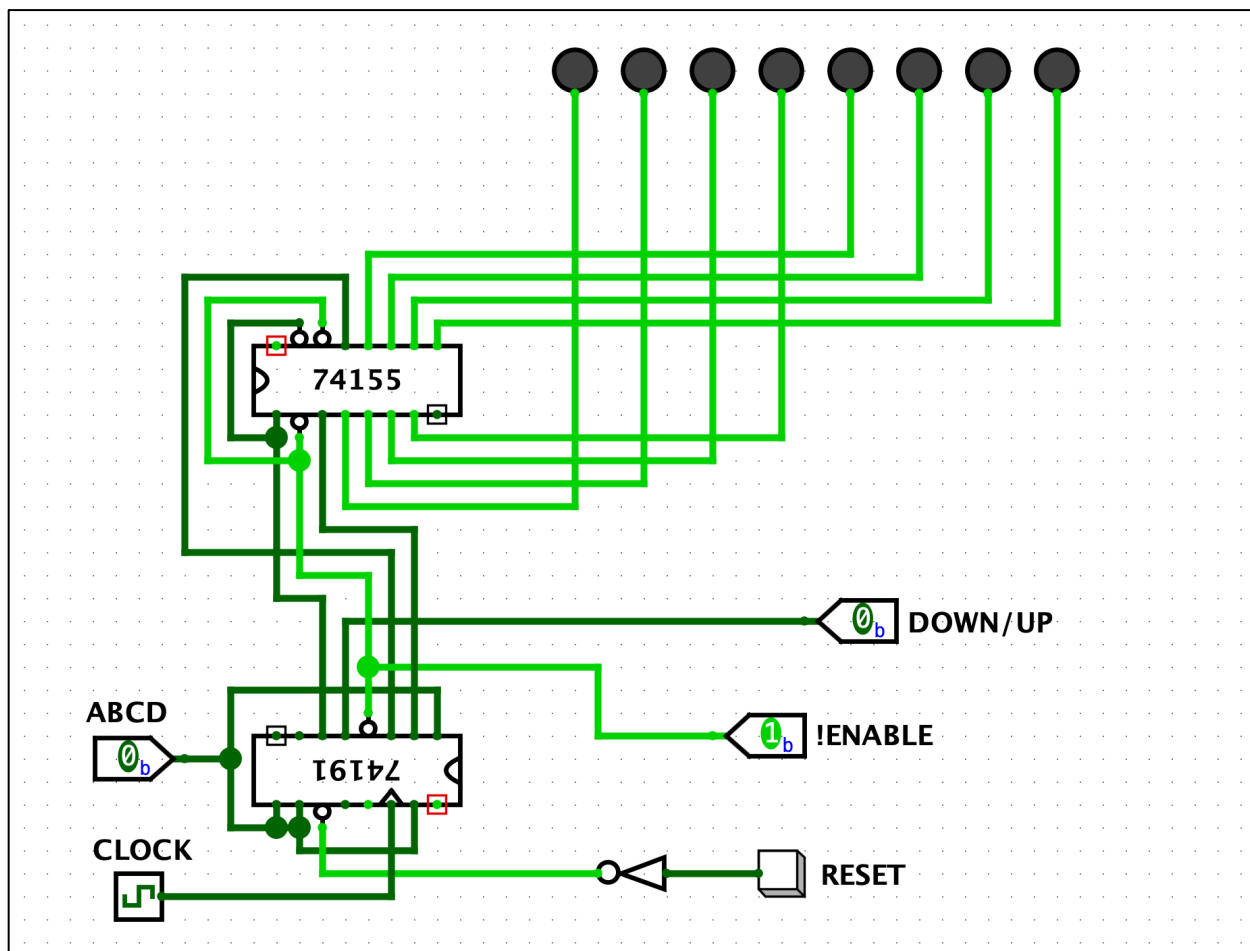 74155
0b
DOWN/UP
ABCD
0b
1b
!ENABLE
74191
CLOCK
RESET